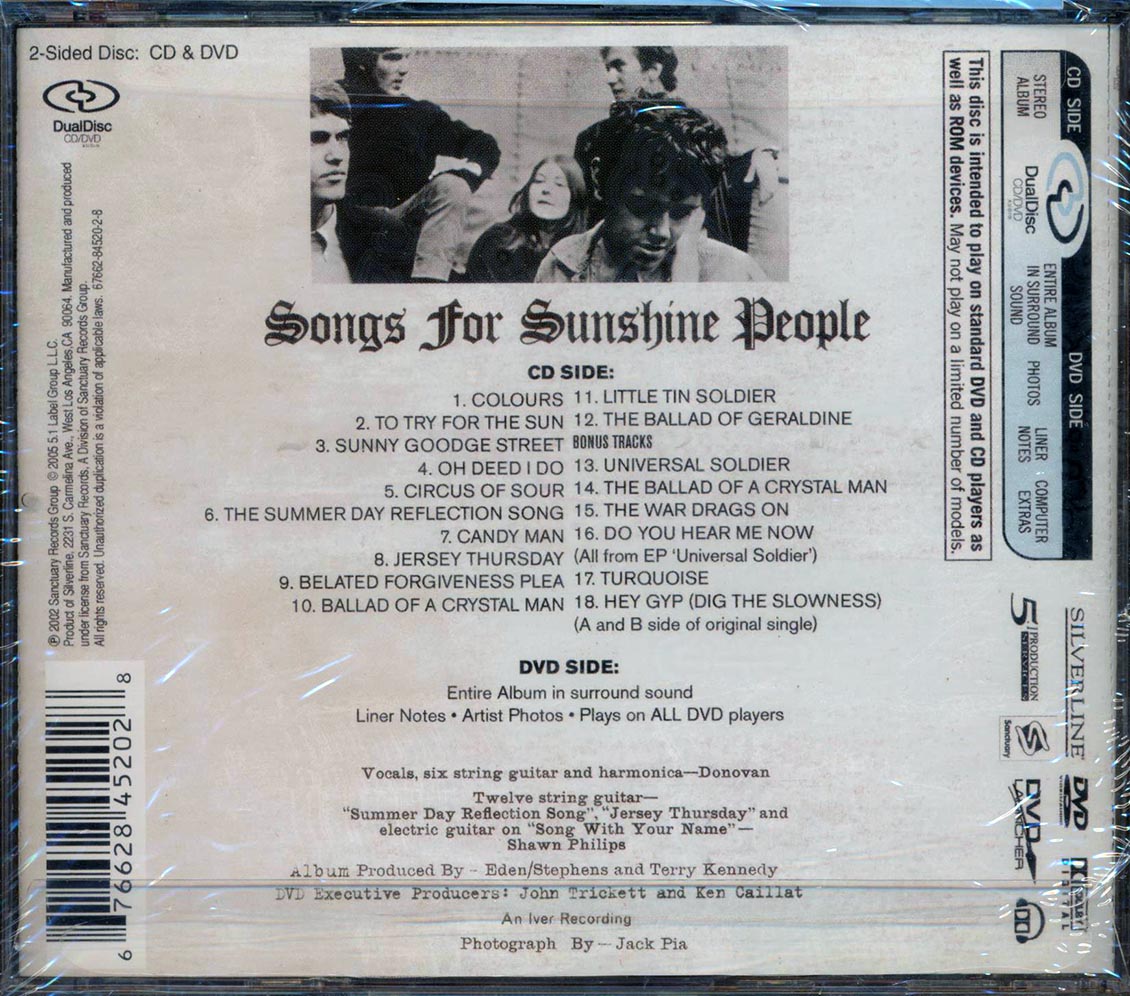 2-Sided Disc: CD & DVD
DualDisc
CD/DVD
℗ 2002 Sanctuary Records Group © 2005 5.1 Label Group L.L.C.
Product of Silverline, 2231 S. Carmelina Ave., West Los Angeles,CA 90064. Manufactured and produced
under license from Sanctuary Records, A Division of Sanctuary Records Group.
All rights reserved. Unauthorized duplication is a violation of applicable laws. 67662-84520-2-8
6 76628 45202 8
Songs For Sunshine People
CD SIDE:
1. COLOURS
2. TO TRY FOR THE SUN
3. SUNNY GOODGE STREET
4. OH DEED I DO
5. CIRCUS OF SOUR
6. THE SUMMER DAY REFLECTION SONG
7. CANDY MAN
8. JERSEY THURSDAY
9. BELATED FORGIVENESS PLEA
10. BALLAD OF A CRYSTAL MAN
11. LITTLE TIN SOLDIER
12. THE BALLAD OF GERALDINE
BONUS TRACKS
13. UNIVERSAL SOLDIER
14. THE BALLAD OF A CRYSTAL MAN
15. THE WAR DRAGS ON
16. DO YOU HEAR ME NOW
(All from EP ‘Universal Soldier’)
17. TURQUOISE
18. HEY GYP (DIG THE SLOWNESS)
(A and B side of original single)
DVD SIDE:
Entire Album in surround sound
Liner Notes • Artist Photos • Plays on ALL DVD players
Vocals, six string guitar and harmonica—Donovan
Twelve string guitar—
“Summer Day Reflection Song”, “Jersey Thursday” and
electric guitar on “Song With Your Name”—
Shawn Philips
Album Produced By - Eden/Stephens and Terry Kennedy
DVD Executive Producers: John Trickett and Ken Caillat
An Iver Recording
Photograph By — Jack Pia
CD SIDE
STEREO
ALBUM
DualDisc
CD/DVD
DVD SIDE
ENTIRE ALBUM
IN SURROUND
SOUND
PHOTOS
LINER
NOTES
COMPUTER
EXTRAS
This disc is intended to play on standard DVD and CD players as
well as ROM devices. May not play on a limited number of models.
SILVERLINE
5.1 PRODUCTION
SERVICES
Sanctuary
DVD
DVD
LAUNCHER
DOLBY
DIGITAL